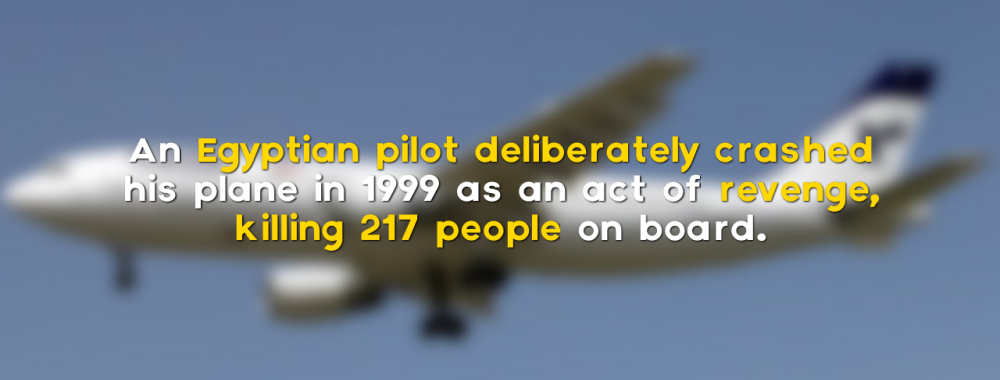 An Egyptian pilot deliberately crashed
his plane in 1999 as an act of revenge,
killing 217 people on board.